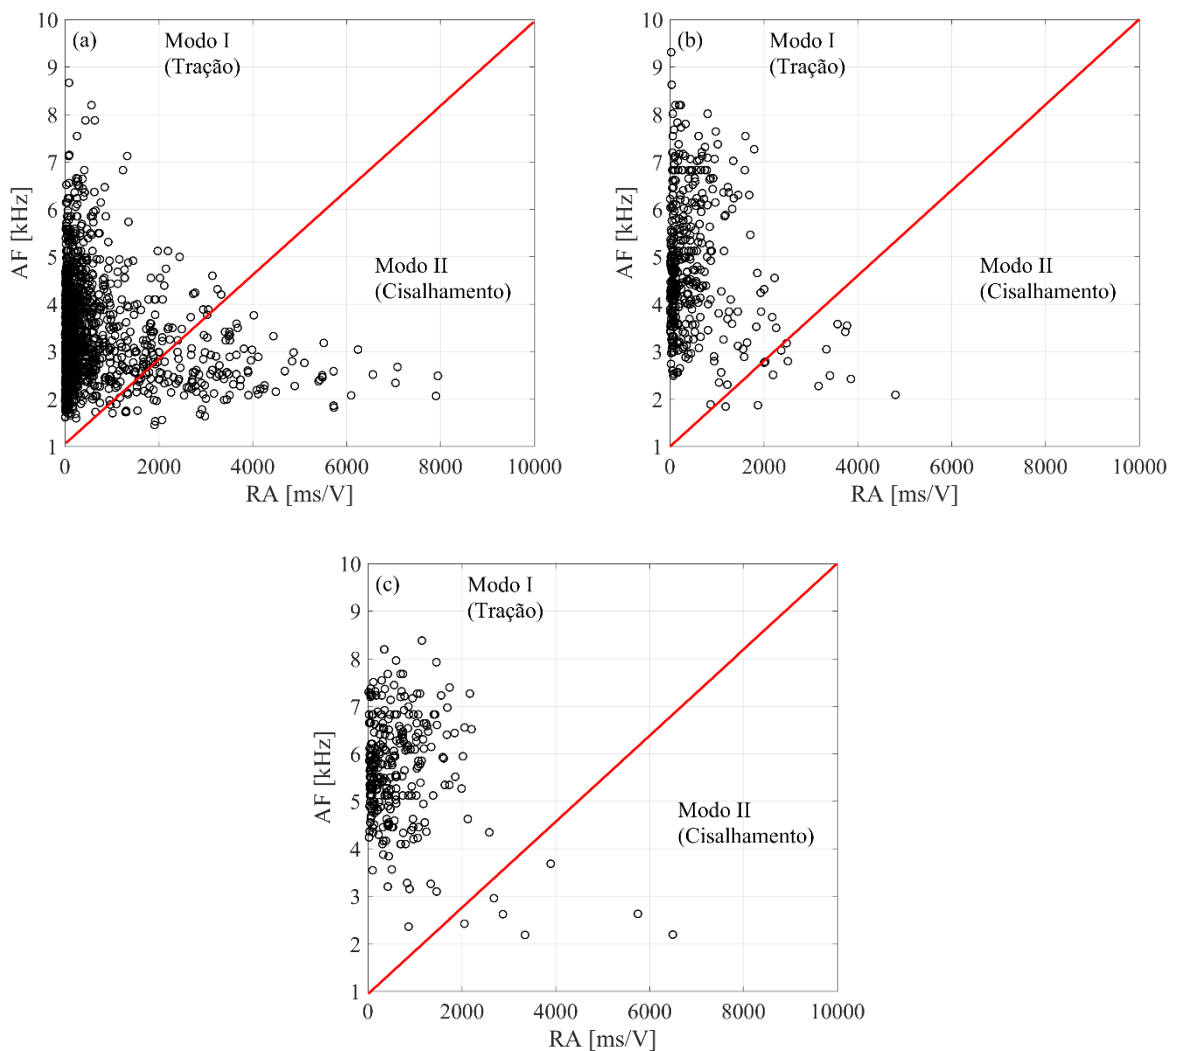 (a)
Modo I
(Tração)
Modo II
(Cisalhamento)
10
9
8
7
6
5
4
3
2
1
AF [kHz]
0
2000
4000
6000
8000
10000
RA [ms/V]
(b)
Modo I
(Tração)
Modo II
(Cisalhamento)
10
9
8
7
6
5
4
3
2
1
AF [kHz]
0
2000
4000
6000
8000
10000
RA [ms/V]
(c)
Modo I
(Tração)
Modo II
(Cisalhamento)
10
9
8
7
6
5
4
3
2
1
AF [kHz]
0
2000
4000
6000
8000
10000
RA [ms/V]